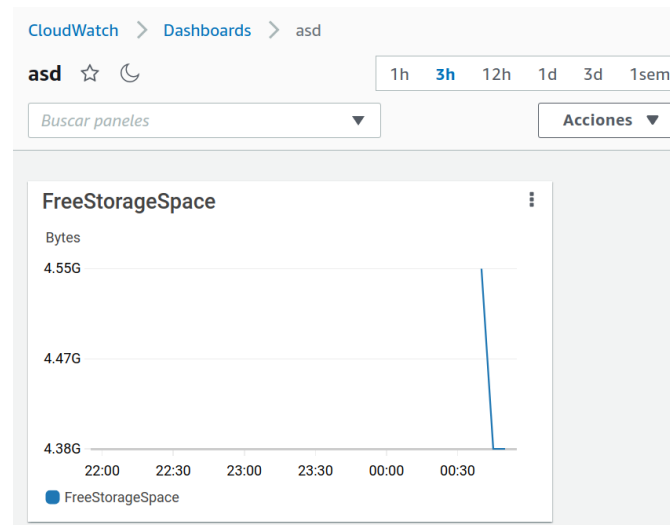 CloudWatch > Dashboards > asd
asd
1h 3h 12h 1d 3d 1sem
Buscar paneles
Acciones
FreeStorageSpace
Bytes
4.55G
4.47G
4.38G
22:00 22:30 23:00 23:30 00:00 00:30
FreeStorageSpace